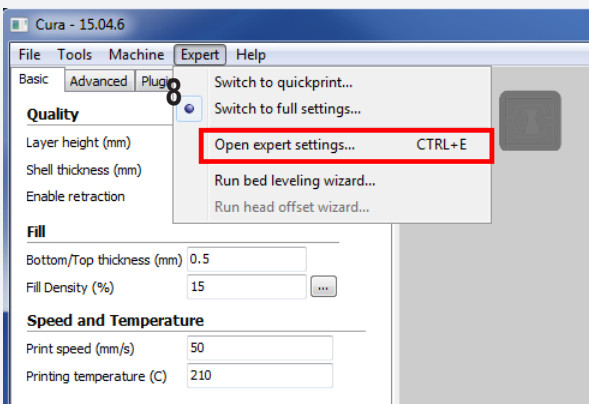 Cura - 15.04.6
File Tools Machine Expert Help
Basic Advanced Plugi
8
Switch to quickprint...
Switch to full settings...
Open expert settings... CTRL+E
Run bed leveling wizard...
Run head offset wizard...
Quality
Layer height (mm)
Shell thickness (mm)
Enable retraction
Fill
Bottom/Top thickness (mm) 0.5
Fill Density (%) 15 ...
Speed and Temperature
Print speed (mm/s) 50
Printing temperature (C) 210